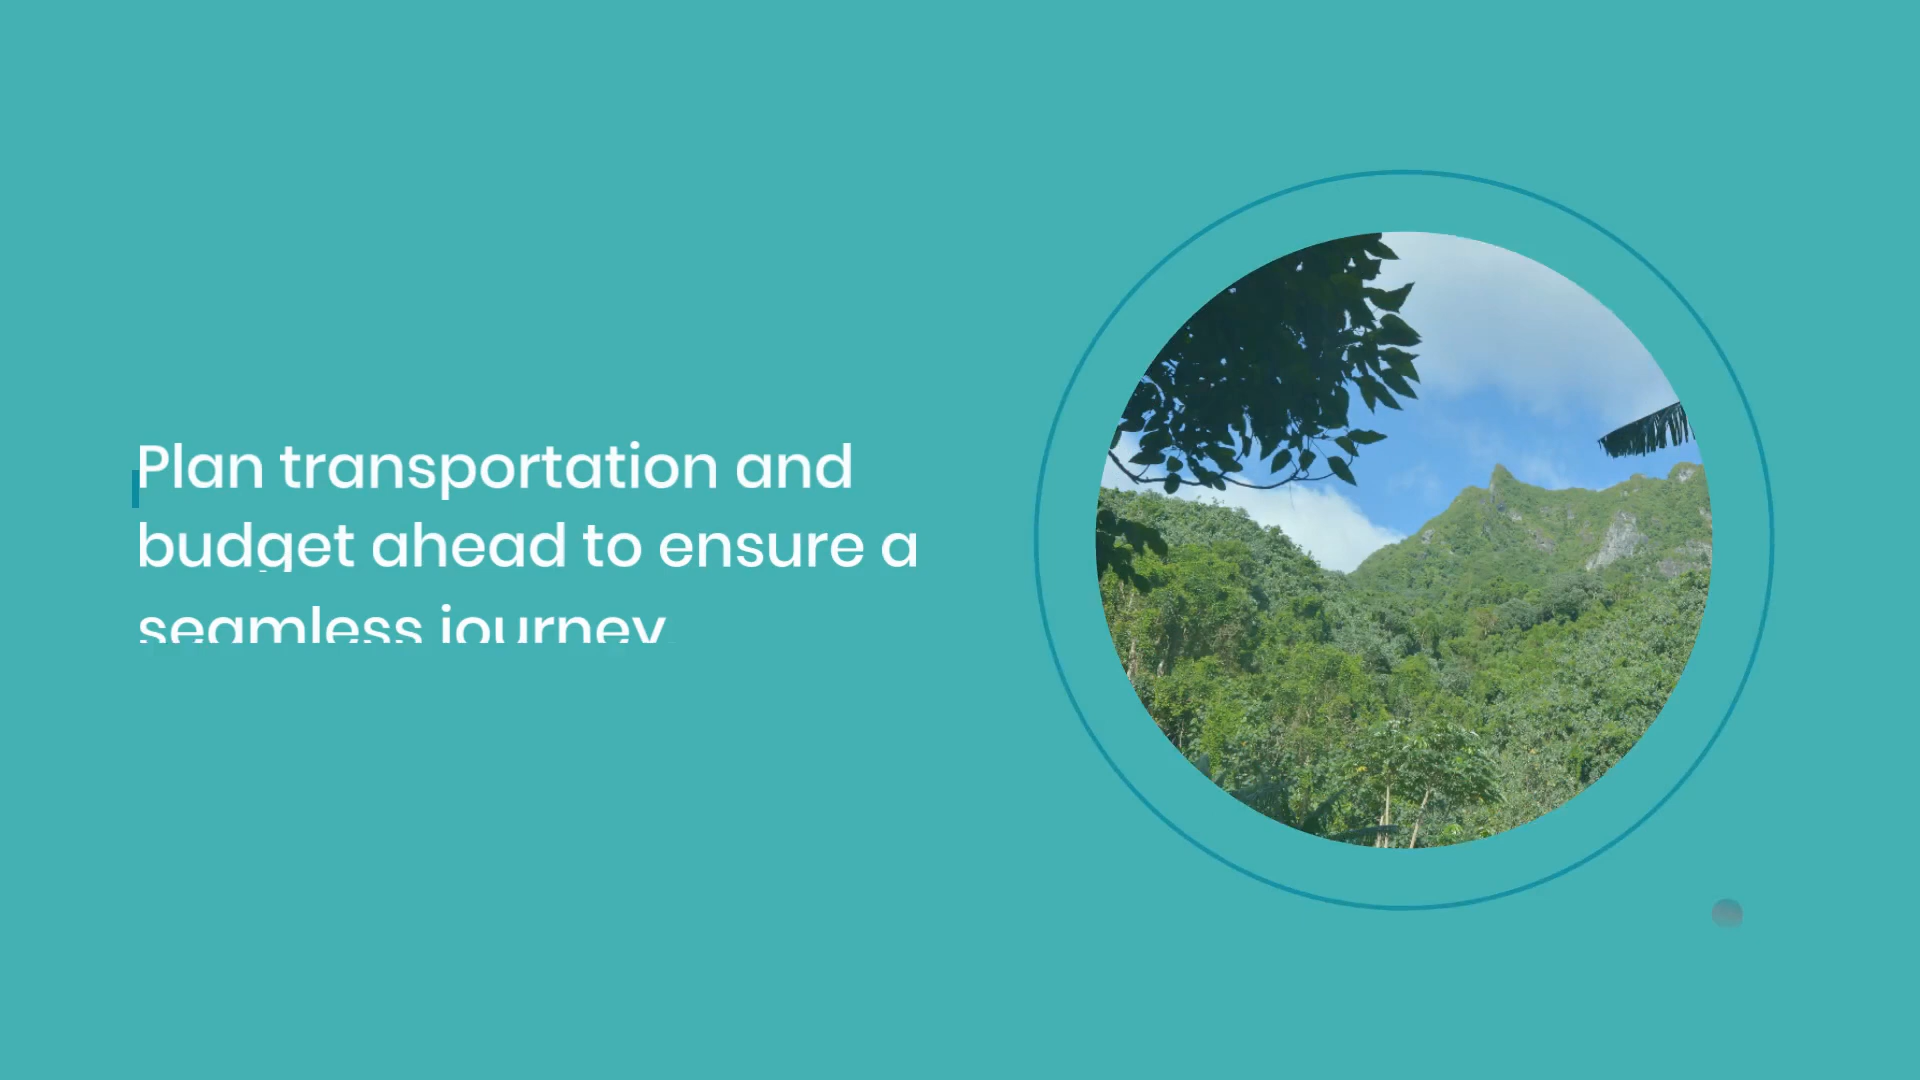 Plan transportation and
budget ahead to ensure a
seamless journey.